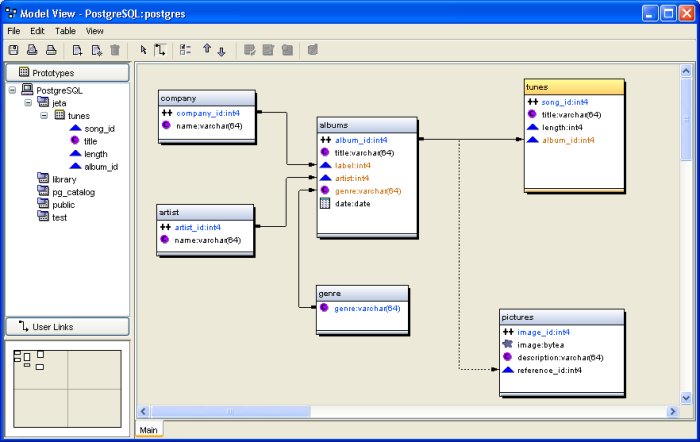 Model View - PostgreSQL:postgres
File Edit Table View
Prototypes
PostgreSQL
jeta
tunes
song_id
title
length
album_id
library
pg_catalog
public
test
User Links
company
company_id:int4
name:varchar(64)
artist
artist_id:int4
name:varchar(64)
albums
album_id:int4
title:varchar(64)
label:int4
artist:int4
genre:varchar(64)
date:date
genre
genre:varchar(64)
tunes
song_id:int4
title:varchar(64)
length:int4
album_id:int4
pictures
image_id:int4
image:bytea
description:varchar(64)
reference_id:int4
Main